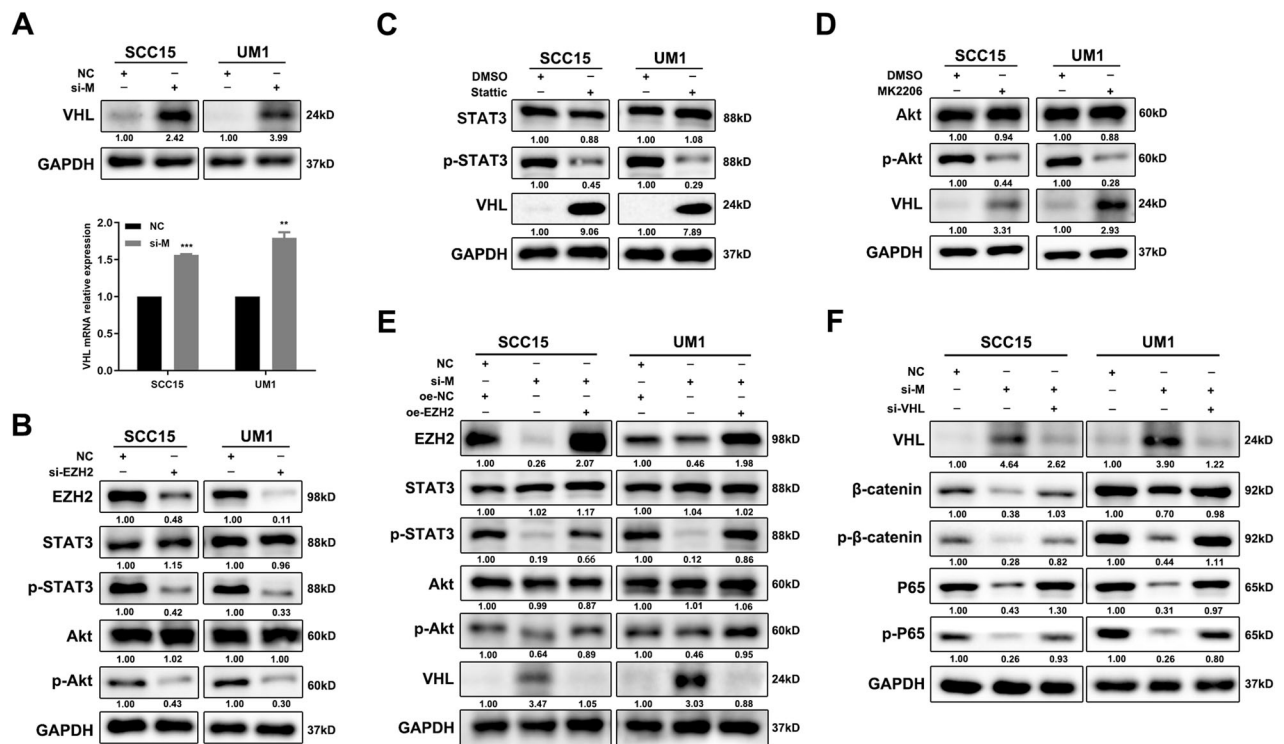 A
SCC15 UM1
NC + – + –
si-M – + – +
VHL 24kD
1.00 2.42 1.00 3.99
GAPDH 37kD
VHL mRNA relative expression
2.0
1.5
1.0
0.5
0.0
NC
si-M
*** **
SCC15 UM1
B
SCC15 UM1
NC + – + –
si-EZH2 – + – +
EZH2 98kD
1.00 0.48 1.00 0.11
STAT3 88kD
1.00 1.15 1.00 0.96
p-STAT3 88kD
1.00 0.42 1.00 0.33
Akt 60kD
1.00 1.02 1.00 1.00
p-Akt 60kD
1.00 0.43 1.00 0.30
GAPDH 37kD
C
SCC15 UM1
DMSO + – + –
Stattic – + – +
STAT3 88kD
1.00 0.88 1.00 1.08
p-STAT3 88kD
1.00 0.45 1.00 0.29
VHL 24kD
1.00 9.06 1.00 7.89
GAPDH 37kD
D
SCC15 UM1
DMSO + – + –
MK2206 – + – +
Akt 60kD
1.00 0.94 1.00 0.88
p-Akt 60kD
1.00 0.44 1.00 0.28
VHL 24kD
1.00 3.31 1.00 2.93
GAPDH 37kD
E
SCC15 UM1
NC + – – + – –
si-M – + + – + +
oe-NC + – – + – –
oe-EZH2 – – + – – +
EZH2 98kD
1.00 0.26 2.07 1.00 0.46 1.98
STAT3 88kD
1.00 1.02 1.17 1.00 1.04 1.02
p-STAT3 88kD
1.00 0.19 0.66 1.00 0.12 0.86
Akt 60kD
1.00 0.99 0.87 1.00 1.01 1.06
p-Akt 60kD
1.00 0.64 0.89 1.00 0.46 0.95
VHL 24kD
1.00 3.47 1.05 1.00 3.03 0.88
GAPDH 37kD
F
SCC15 UM1
NC + – – + – –
si-M – + + – + +
si-VHL – – + – – +
VHL 24kD
1.00 4.64 2.62 1.00 3.90 1.22
β-catenin 92kD
1.00 0.38 1.03 1.00 0.70 0.98
p-β-catenin 92kD
1.00 0.28 0.82 1.00 0.44 1.11
P65 65kD
1.00 0.43 1.30 1.00 0.31 0.97
p-P65 65kD
1.00 0.26 0.93 1.00 0.26 0.80
GAPDH 37kD